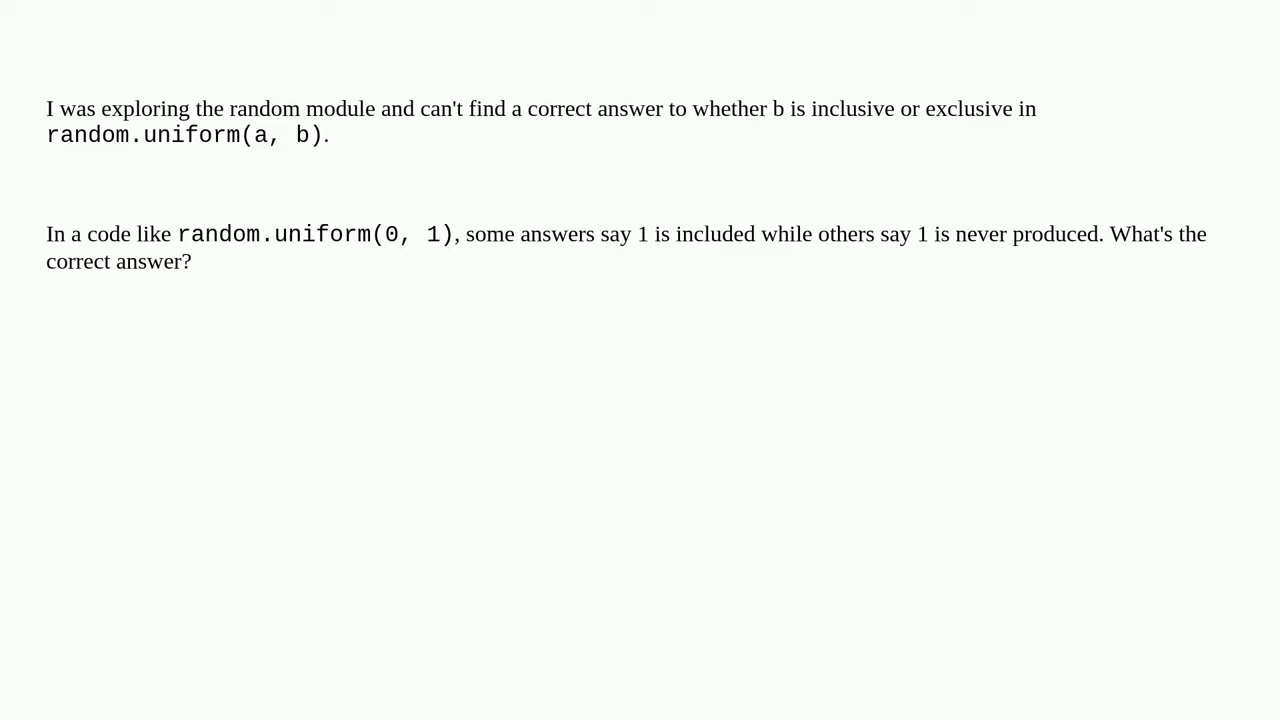 I was exploring the random module and can't find a correct answer to whether b is inclusive or exclusive in
random.uniform(a, b).
In a code like random.uniform(0, 1), some answers say 1 is included while others say 1 is never produced. What's the
correct answer?